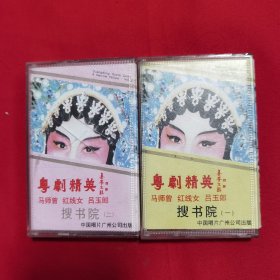 粤剧精英
马师曾 红线女 吕玉郎
搜书院（二）
中国唱片广州公司出版
粤剧精英
马师曾 红线女 吕玉郎
搜书院（一）
中国唱片广州公司出版